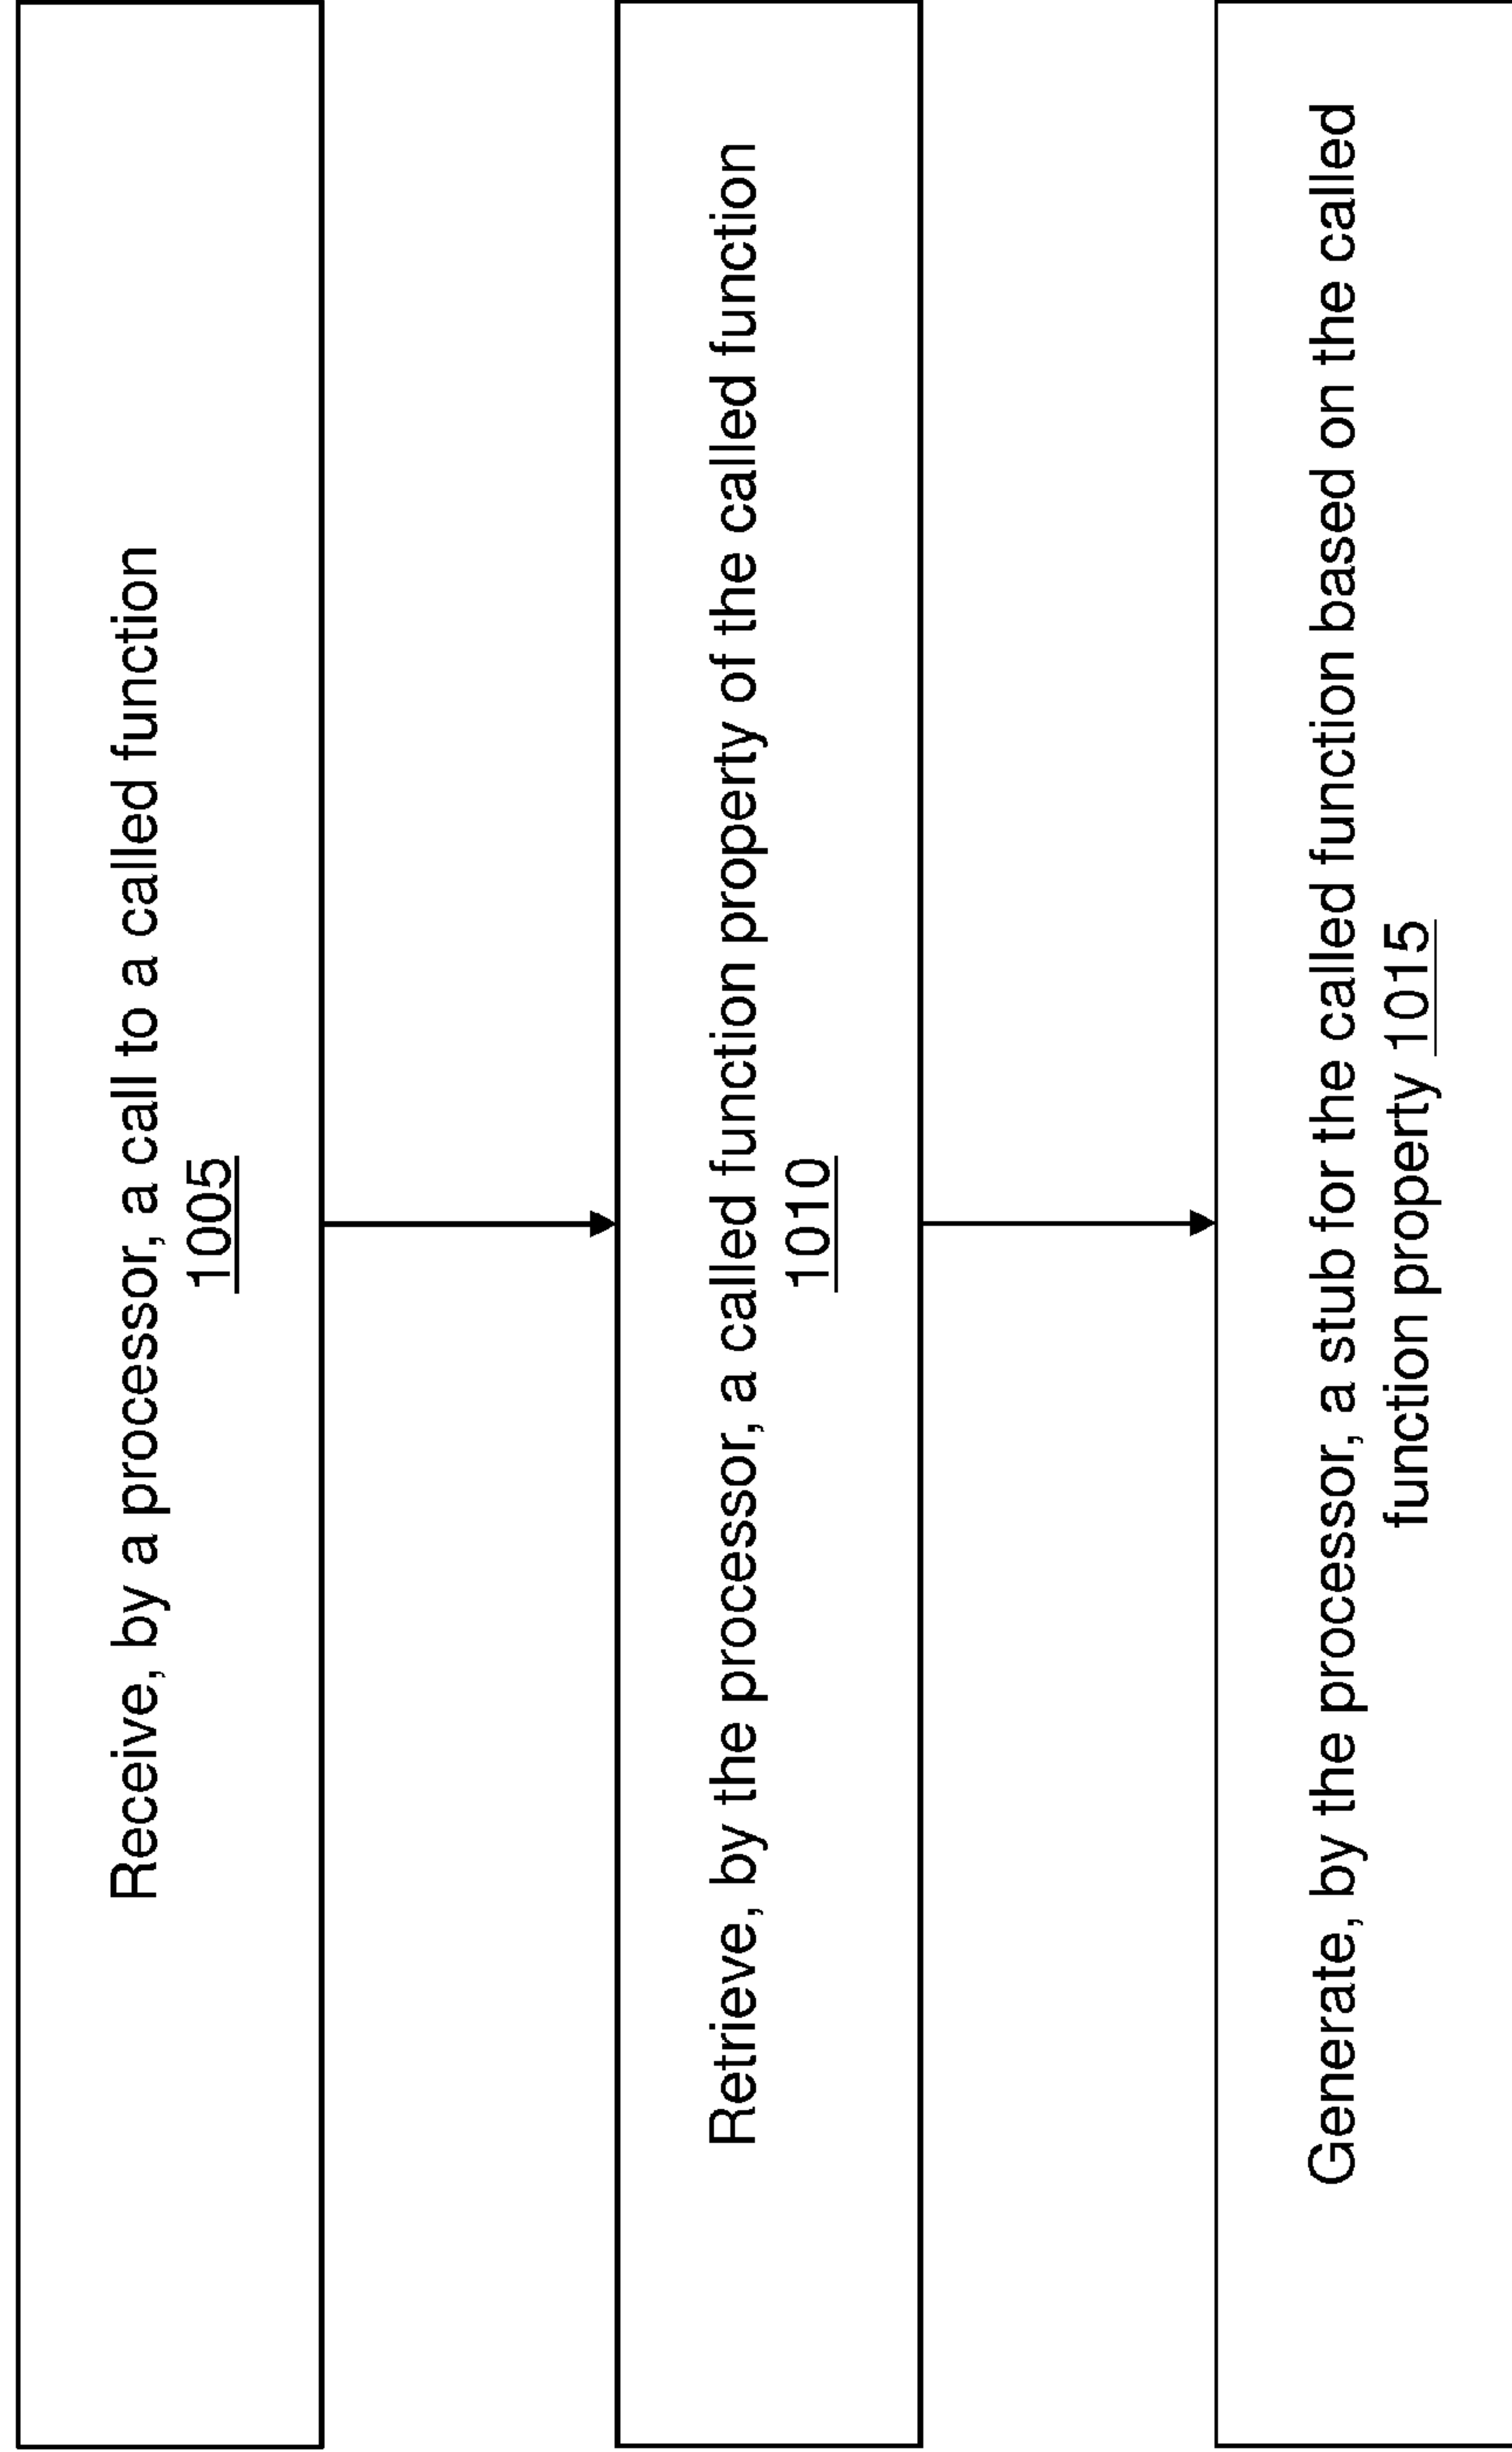 Receive, by a processor, a call to a called function
1005
Retrieve, by the processor, a called function property of the called function
1010
Generate, by the processor, a stub for the called function based on the called
function property 1015